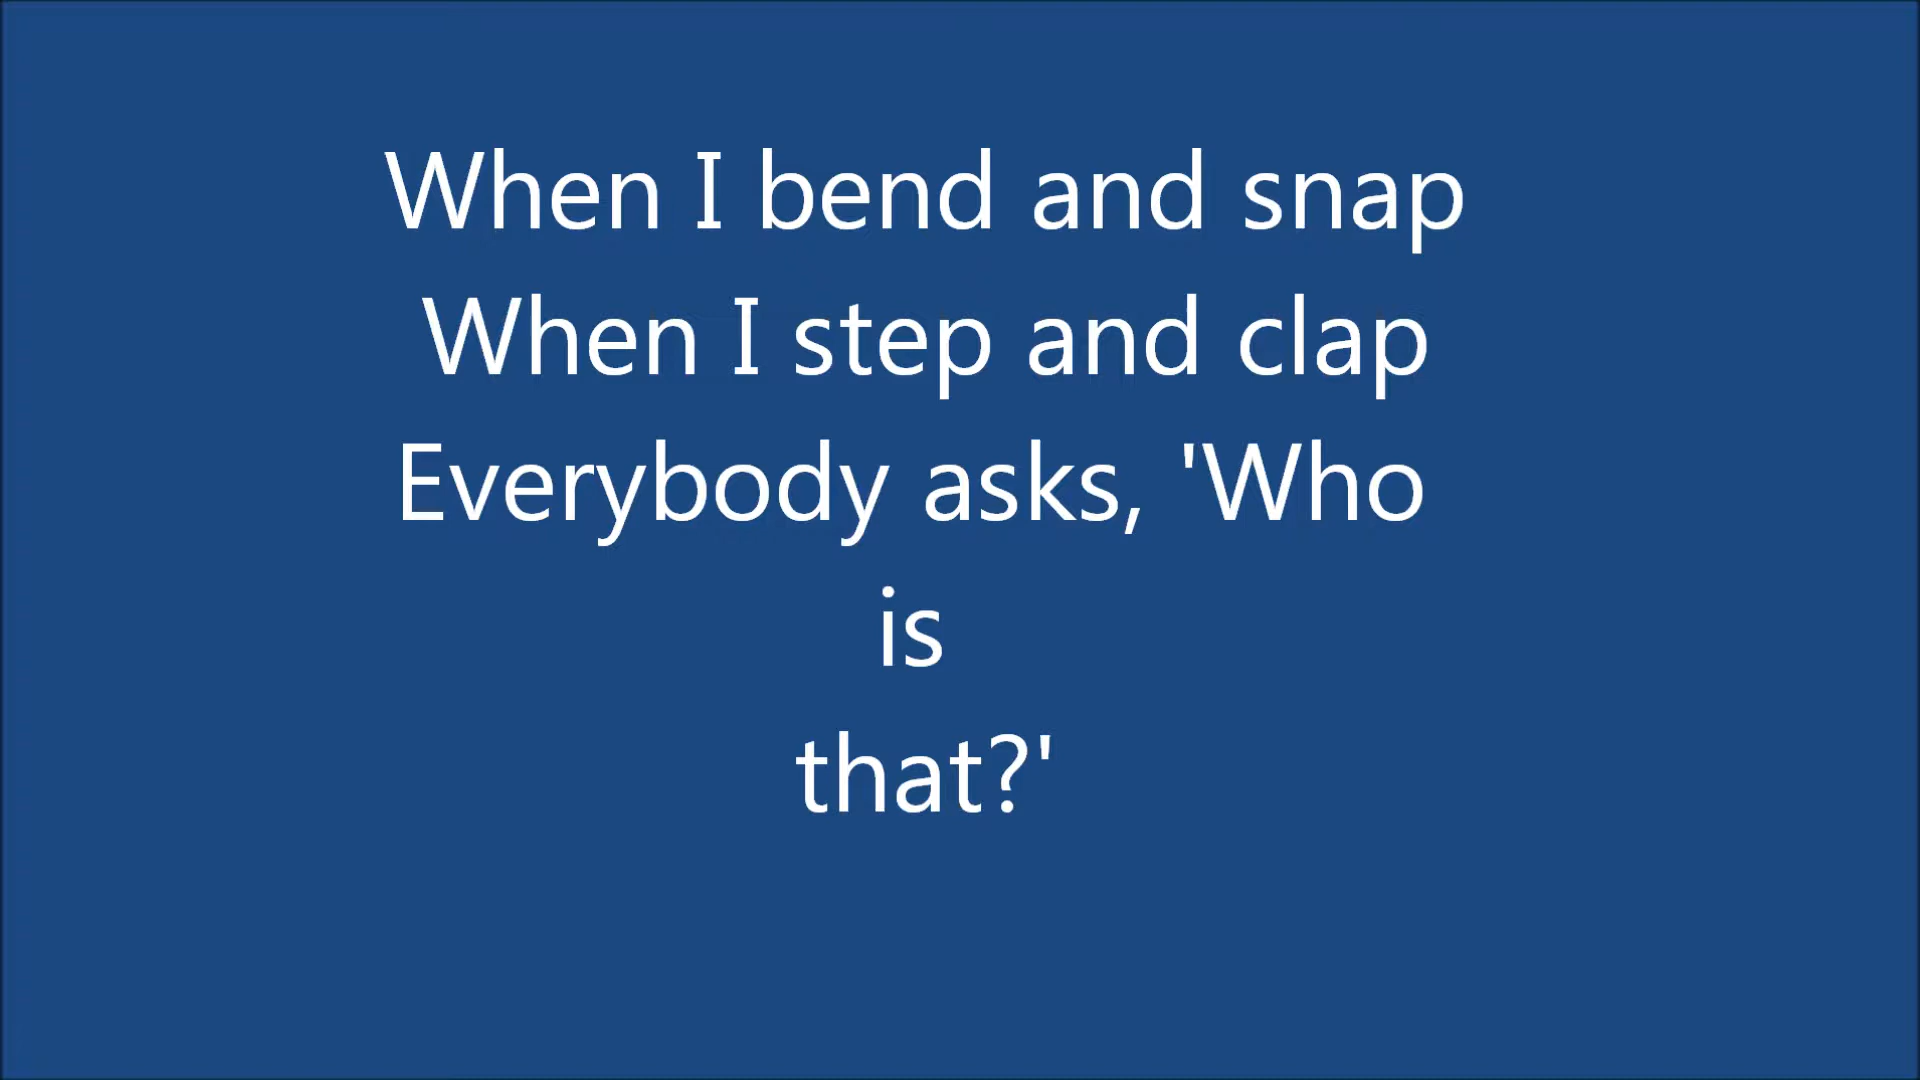 When I bend and snap
When I step and clap
Everybody asks, 'Who
is
that?'